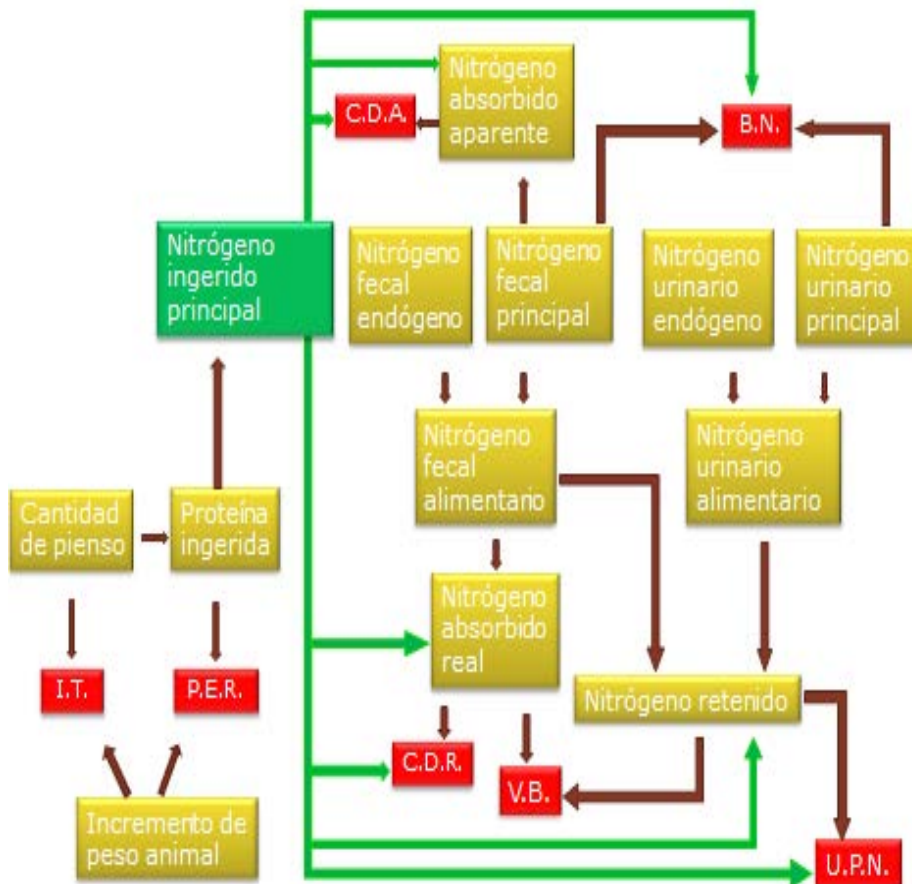 Nitrógeno
absorbido
aparente
C.D.A.
B.N.
Nitrógeno
ingerido
principal
Nitrógeno
fecal
endógeno
Nitrógeno
fecal
principal
Nitrógeno
urinario
endógeno
Nitrógeno
urinario
principal
Nitrógeno
fecal
alimentario
Nitrógeno
urinario
alimentario
Cantidad
de pienso
Proteína
ingerida
Nitrógeno
absorbido
real
I.T.
P.E.R.
Nitrógeno retenido
C.D.R.
V.B.
Incremento de
peso animal
U.P.N.